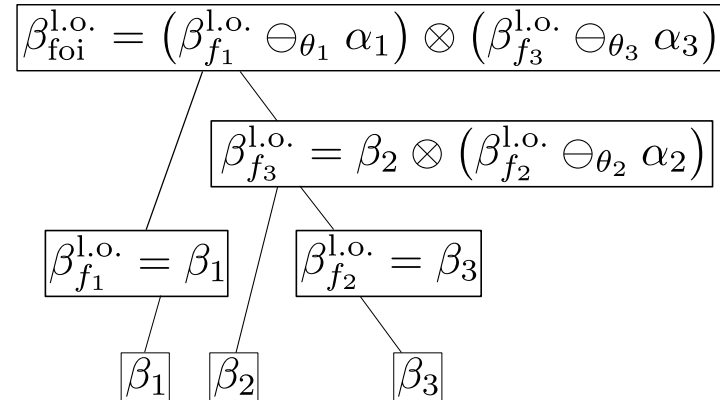 β_foi^l.o. = (β_f₁^l.o. ⊖_θ₁ α₁) ⊗ (β_f₃^l.o. ⊖_θ₃ α₃)
β_f₃^l.o. = β₂ ⊗ (β_f₂^l.o. ⊖_θ₂ α₂)
β_f₁^l.o. = β₁ β_f₂^l.o. = β₃
β₁ β₂ β₃